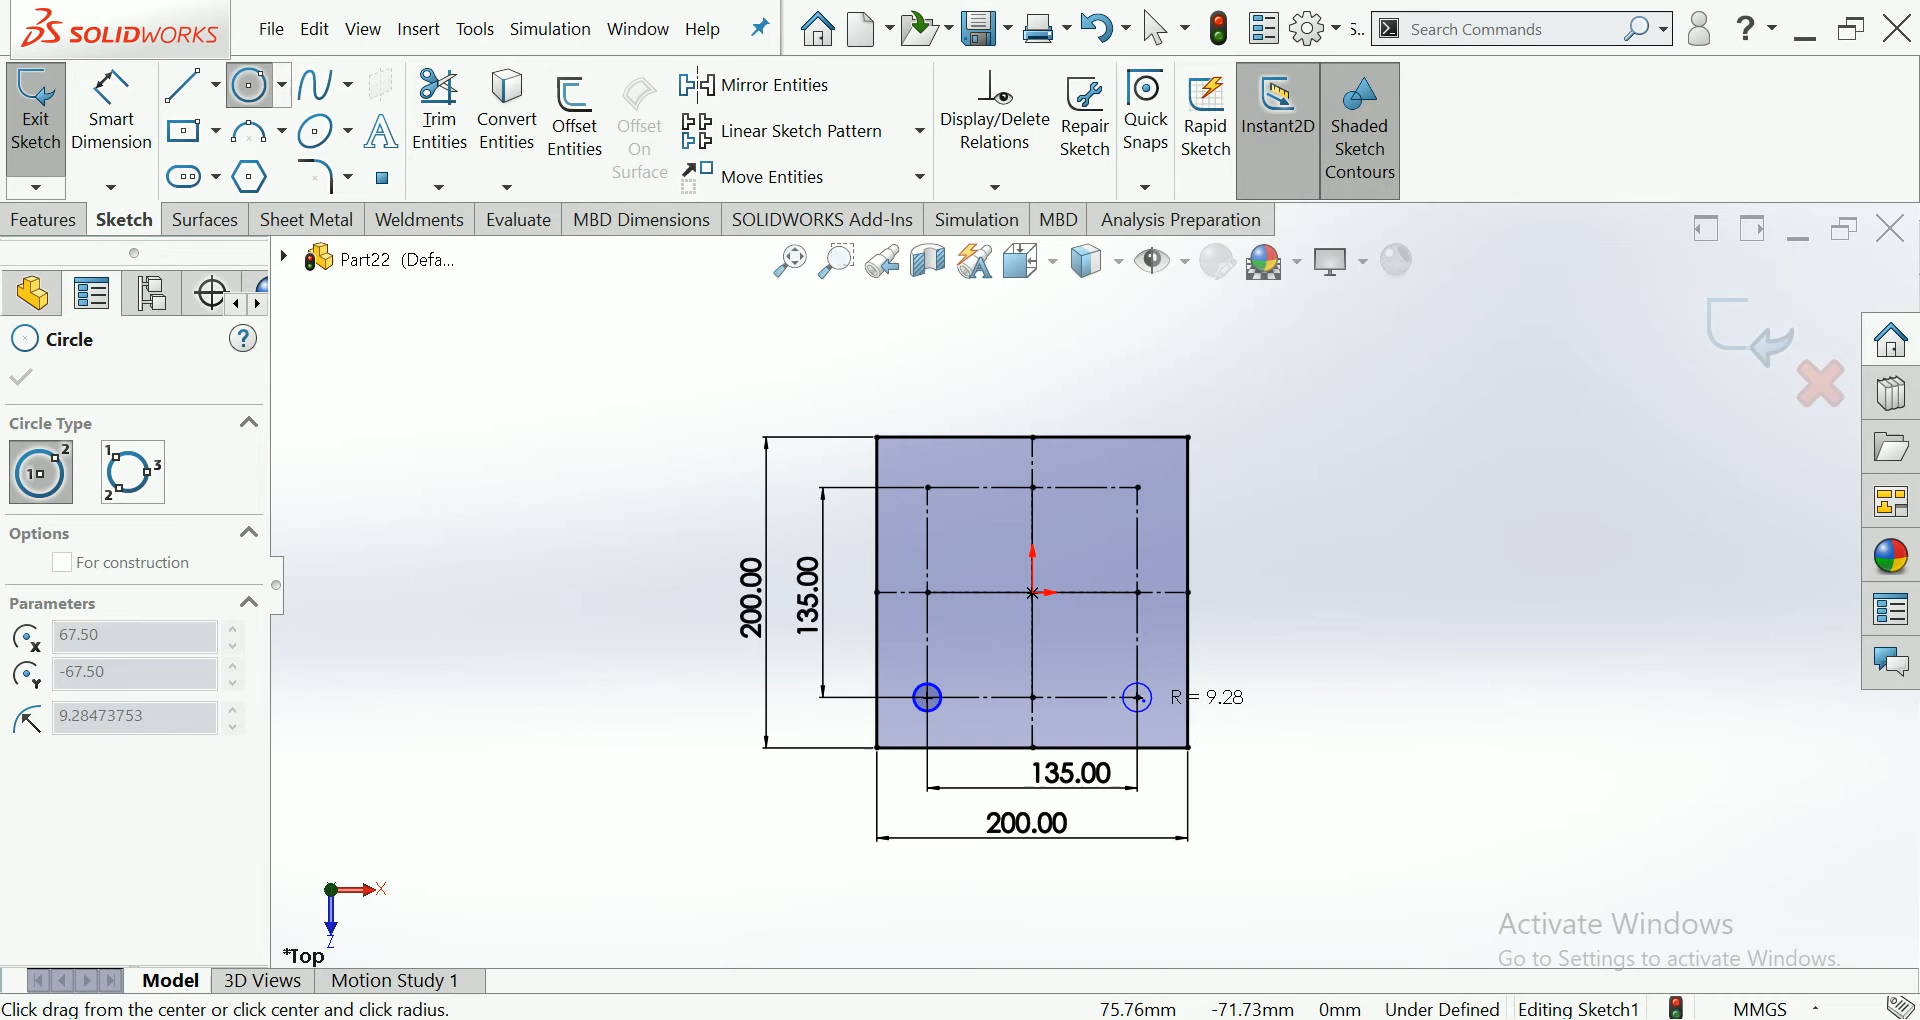 SOLIDWORKS File Edit View Insert Tools Simulation Window Help S.. Search Commands ?
Exit Sketch
Smart Dimension
Trim Entities
Convert Entities
Offset Entities
Offset On Surface
Mirror Entities
Linear Sketch Pattern
Move Entities
Display/Delete Relations
Repair Sketch
Quick Snaps
Rapid Sketch
Instant2D
Shaded Sketch Contours
Features Sketch Surfaces Sheet Metal Weldments Evaluate MBD Dimensions SOLIDWORKS Add-Ins Simulation MBD Analysis Preparation
Part22 (Defa...
Circle ?
Circle Type
1 2 1 2 3
Options
For construction
Parameters
X 67.50
Y -67.50
9.28473753
200.00
135.00
R = 9.28
135.00
200.00
X
Z
*Top
Activate Windows
Go to Settings to activate Windows.
Model 3D Views Motion Study 1
Click drag from the center or click center and click radius. 75.76mm -71.73mm 0mm Under Defined Editing Sketch1 MMGS